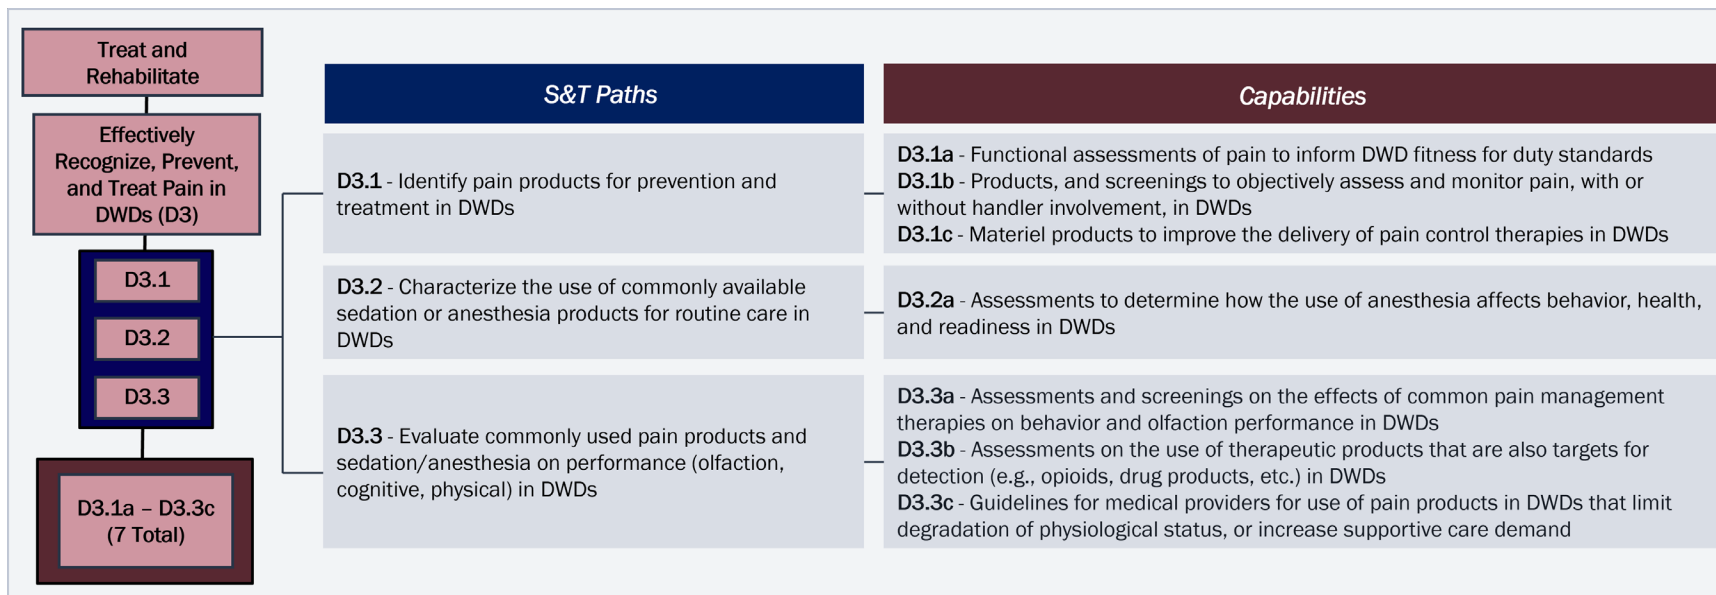 Treat and
Rehabilitate
Effectively
Recognize, Prevent,
and Treat Pain in
DWDs (D3)
D3.1
D3.2
D3.3
D3.1a – D3.3c
(7 Total)
S&T Paths
D3.1 - Identify pain products for prevention and
treatment in DWDs
D3.2 - Characterize the use of commonly available
sedation or anesthesia products for routine care in
DWDs
D3.3 - Evaluate commonly used pain products and
sedation/anesthesia on performance (olfaction,
cognitive, physical) in DWDs
Capabilities
D3.1a - Functional assessments of pain to inform DWD fitness for duty standards
D3.1b - Products, and screenings to objectively assess and monitor pain, with or
without handler involvement, in DWDs
D3.1c - Materiel products to improve the delivery of pain control therapies in DWDs
D3.2a - Assessments to determine how the use of anesthesia affects behavior, health,
and readiness in DWDs
D3.3a - Assessments and screenings on the effects of common pain management
therapies on behavior and olfaction performance in DWDs
D3.3b - Assessments on the use of therapeutic products that are also targets for
detection (e.g., opioids, drug products, etc.) in DWDs
D3.3c - Guidelines for medical providers for use of pain products in DWDs that limit
degradation of physiological status, or increase supportive care demand